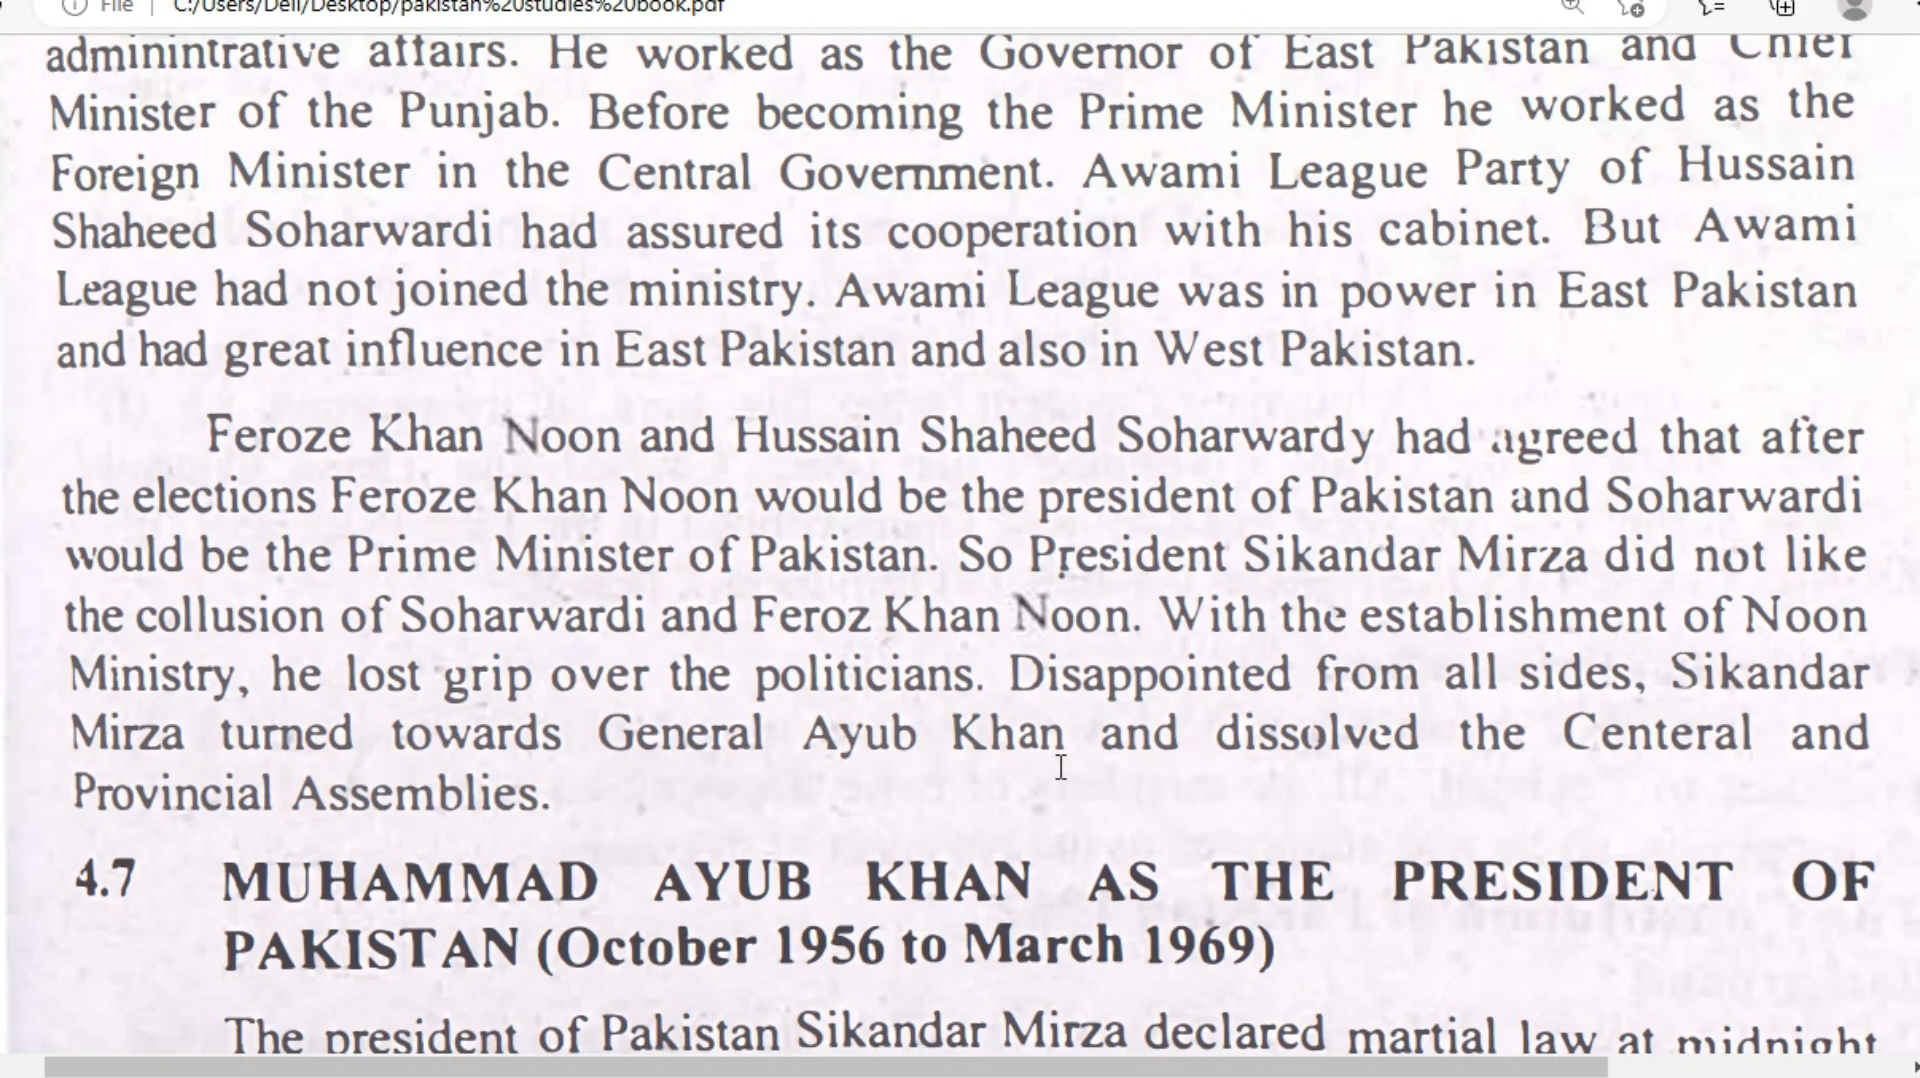 File
C:/Users/Dell/Desktop/pakistan%20studies%20book.pdf
adminintrative affairs. He worked as the Governor of East Pakistan and Chief
Minister of the Punjab. Before becoming the Prime Minister he worked as the
Foreign Minister in the Central Government. Awami League Party of Hussain
Shaheed Soharwardi had assured its cooperation with his cabinet. But Awami
League had not joined the ministry. Awami League was in power in East Pakistan
and had great influence in East Pakistan and also in West Pakistan.
Feroze Khan Noon and Hussain Shaheed Soharwardy had agreed that after
the elections Feroze Khan Noon would be the president of Pakistan and Soharwardi
would be the Prime Minister of Pakistan. So President Sikandar Mirza did not like
the collusion of Soharwardi and Feroz Khan Noon. With the establishment of Noon
Ministry, he lost grip over the politicians. Disappointed from all sides, Sikandar
Mirza turned towards General Ayub Khan and dissolved the Centeral and
Provincial Assemblies.
4.7 MUHAMMAD AYUB KHAN AS THE PRESIDENT OF
PAKISTAN (October 1956 to March 1969)
The president of Pakistan Sikandar Mirza declared martial law at midnight